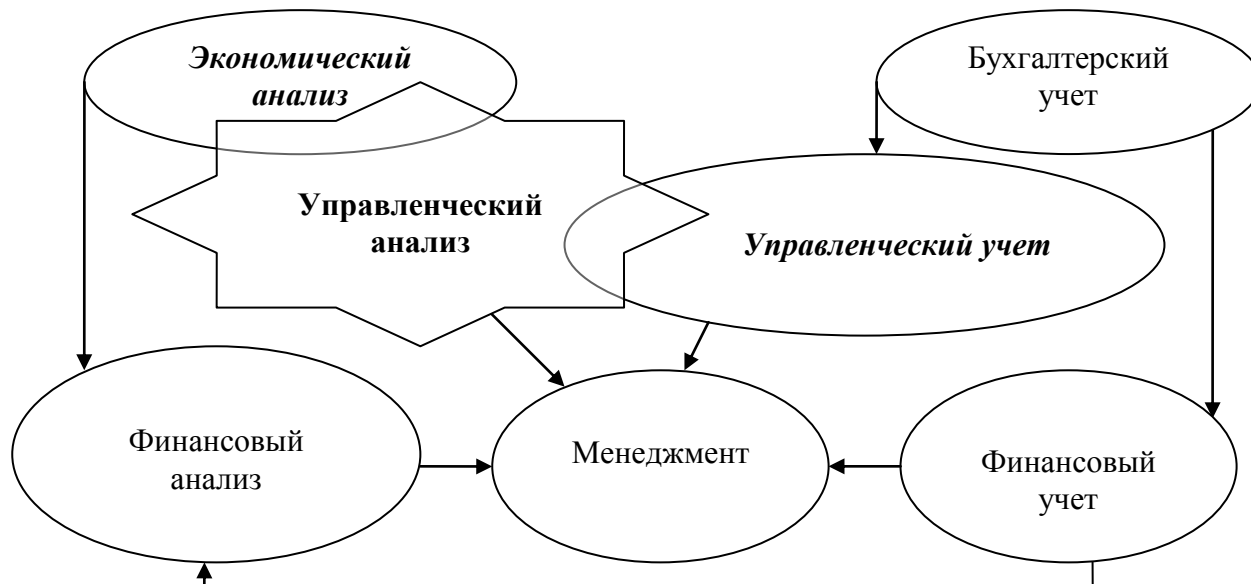 Экономический
анализ
Бухгалтерский
учет
Управленческий
анализ
Управленческий учет
Финансовый
анализ
Менеджмент
Финансовый
учет